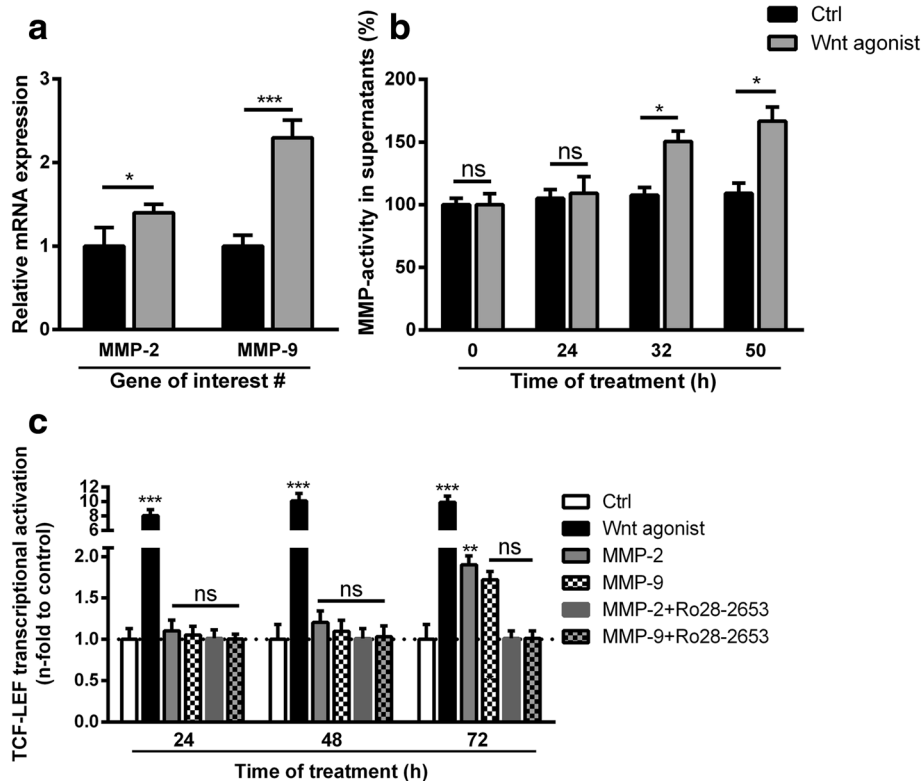 a
Relative mRNA expression
3
2
1
0
*
***
MMP-2
MMP-9
Gene of interest #
b
Ctrl
Wnt agonist
MMP-activity in supernatants (%)
200
150
100
50
0
ns
ns
*
*
0
24
32
50
Time of treatment (h)
c
TCF-LEF transcriptional activation
(n-fold to control)
12
10
8
6
2.0
1.5
1.0
0.5
0.0
***
ns
***
ns
***
**
ns
24
48
72
Time of treatment (h)
Ctrl
Wnt agonist
MMP-2
MMP-9
MMP-2+Ro28-2653
MMP-9+Ro28-2653